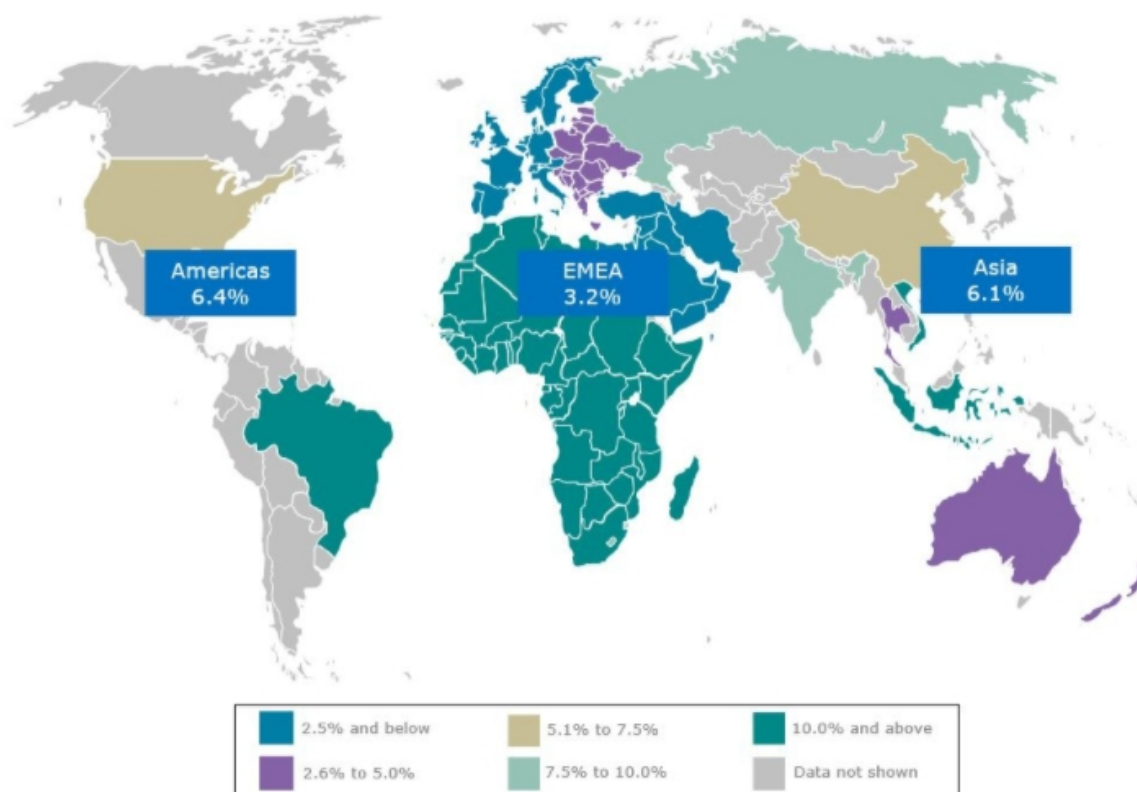 Americas
6.4%
EMEA
3.2%
Asia
6.1%
2.5% and below
5.1% to 7.5%
10.0% and above
2.6% to 5.0%
7.5% to 10.0%
Data not shown